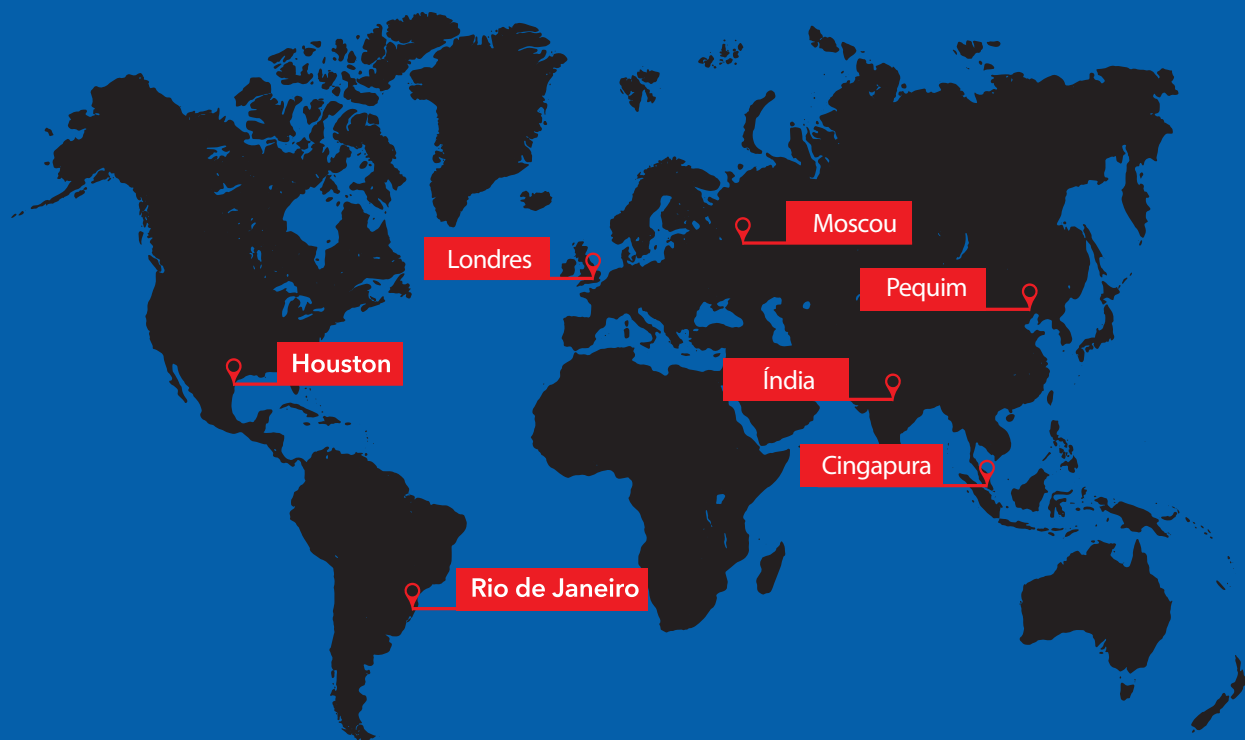 Moscou
Londres
Pequim
Houston
Índia
Cingapura
Rio de Janeiro